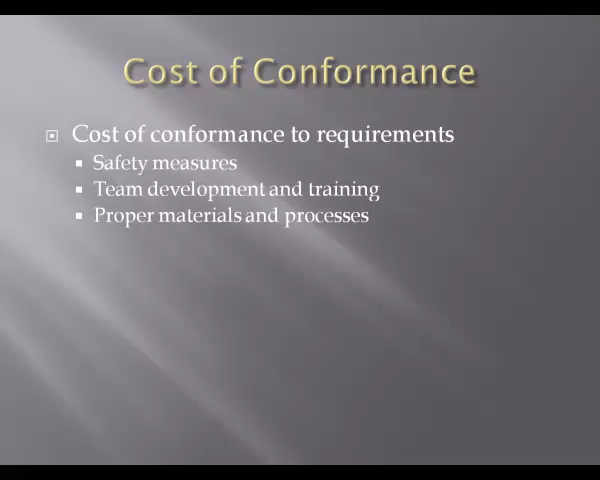 Cost of Conformance
Cost of conformance to requirements
Safety measures
Team development and training
Proper materials and processes